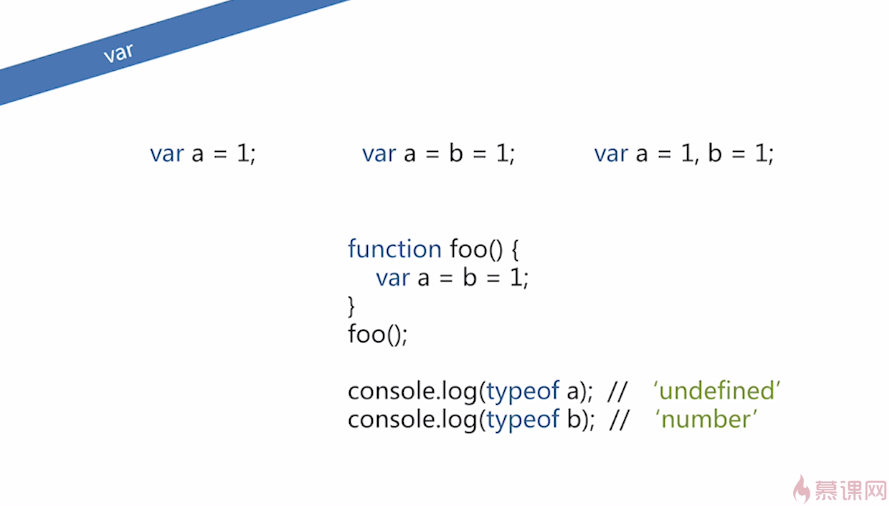 var
var a = 1;
var a = b = 1;
var a = 1, b = 1;
function foo() {
var a = b = 1;
}
foo();
console.log(typeof a); // ‘undefined’
console.log(typeof b); // ‘number’
慕课网